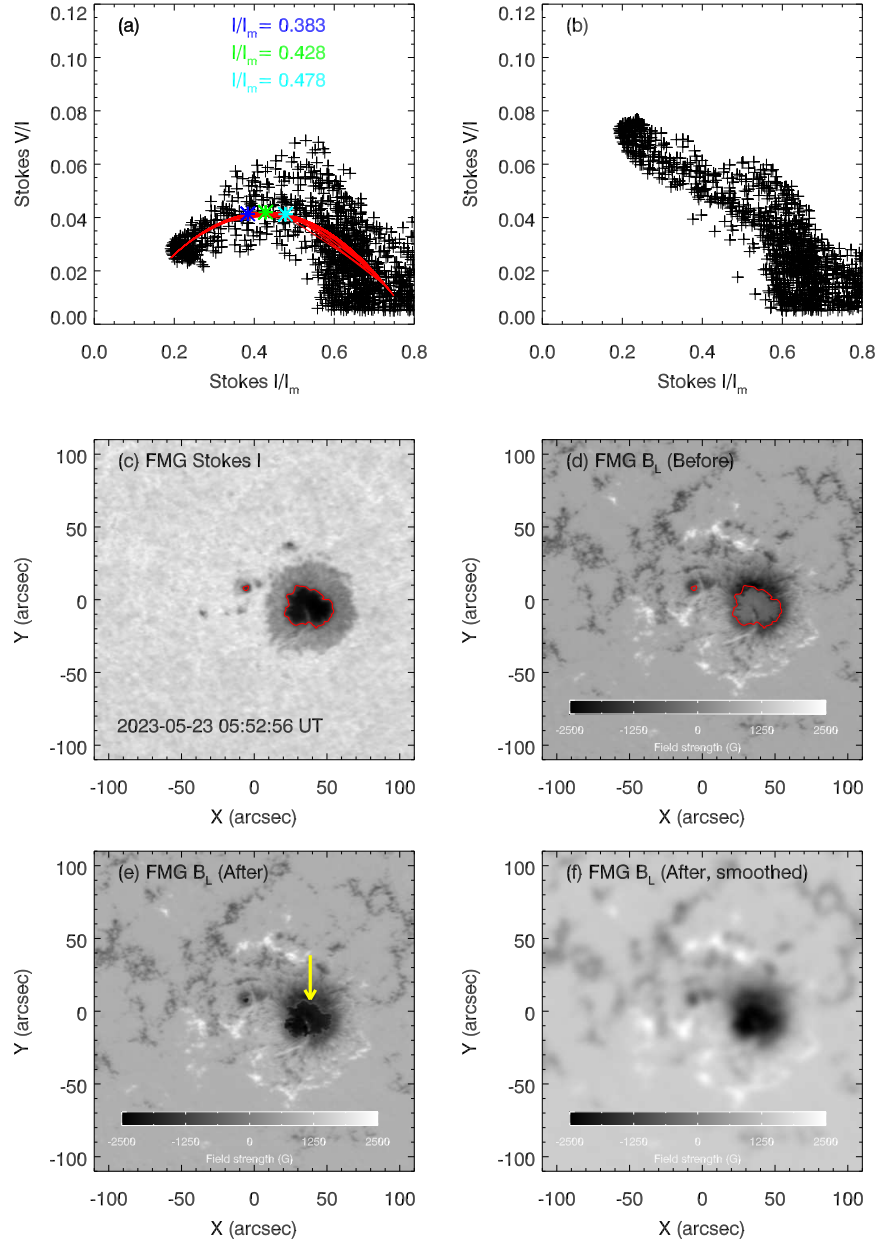 (a)
I/Iₘ= 0.383
I/Iₘ= 0.428
I/Iₘ= 0.478
0.12
0.10
0.08
0.06
0.04
0.02
0.00
Stokes V/I
0.0 0.2 0.4 0.6 0.8
Stokes I/Iₘ
(b)
0.12
0.10
0.08
0.06
0.04
0.02
0.00
Stokes V/I
0.0 0.2 0.4 0.6 0.8
Stokes I/Iₘ
(c) FMG Stokes I
100
50
0
-50
-100
Y (arcsec)
2023-05-23 05:52:56 UT
-100 -50 0 50 100
X (arcsec)
(d) FMG B_L (Before)
100
50
0
-50
-100
Y (arcsec)
-2500 -1250 0 1250 2500
Field strength (G)
-100 -50 0 50 100
X (arcsec)
(e) FMG B_L (After)
100
50
0
-50
-100
Y (arcsec)
-2500 -1250 0 1250 2500
Field strength (G)
-100 -50 0 50 100
X (arcsec)
(f) FMG B_L (After, smoothed)
100
50
0
-50
-100
Y (arcsec)
-2500 -1250 0 1250 2500
Field strength (G)
-100 -50 0 50 100
X (arcsec)